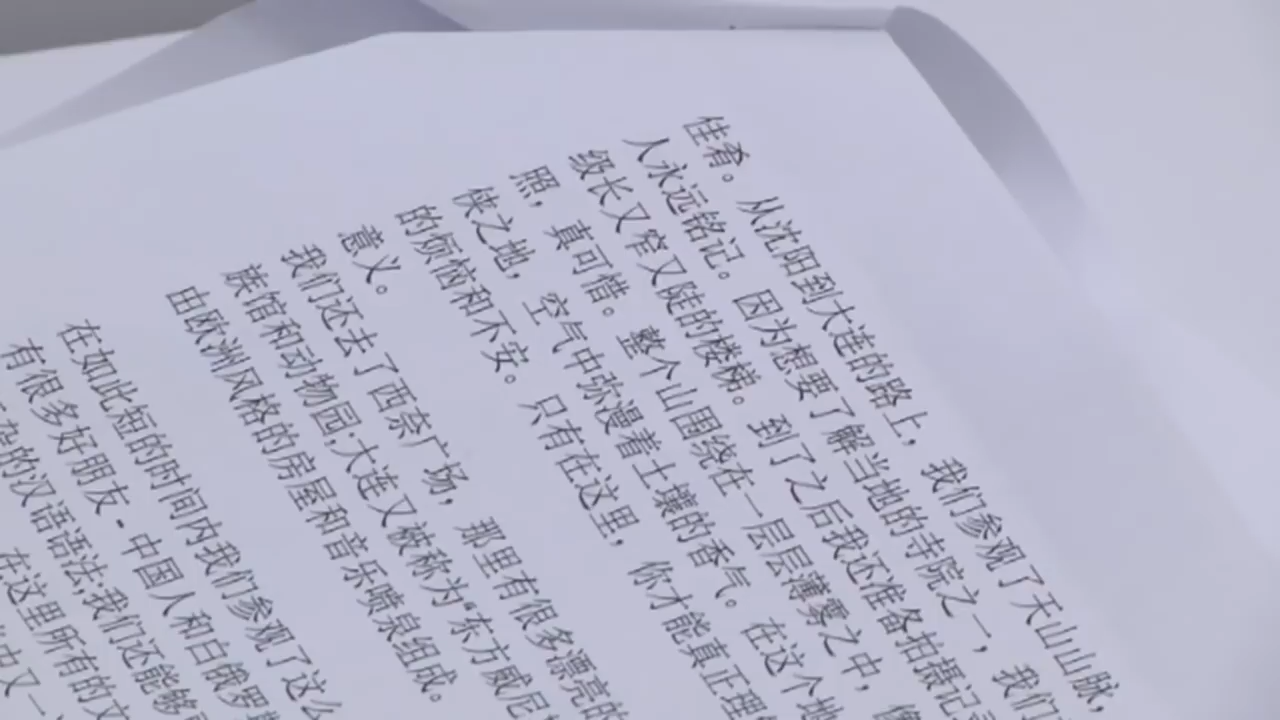 佳肴。从沈阳到大连的路上，我们参观了天山山脉，
人永远铭记。因为想要了解当地的寺院之一，我们
级长又窄又陡的楼梯。到了之后我还准备拍摄记
照，真可惜。整个山围绕在一层层薄雾之中，像
侠之地，空气中弥漫着土壤的香气。在这个地
的烦恼和不安。只有在这里，你才能真正理
意义。
我们还去了西奈广场，那里有很多漂亮的
族馆和动物园;大连又被称为“东方威尼
由欧洲风格的房屋和音乐喷泉组成。
在如此短的时间内我们参观了这么
有很多好朋友-中国人和白俄罗
的汉语语法;我们还能够
在这里所有的文
又一